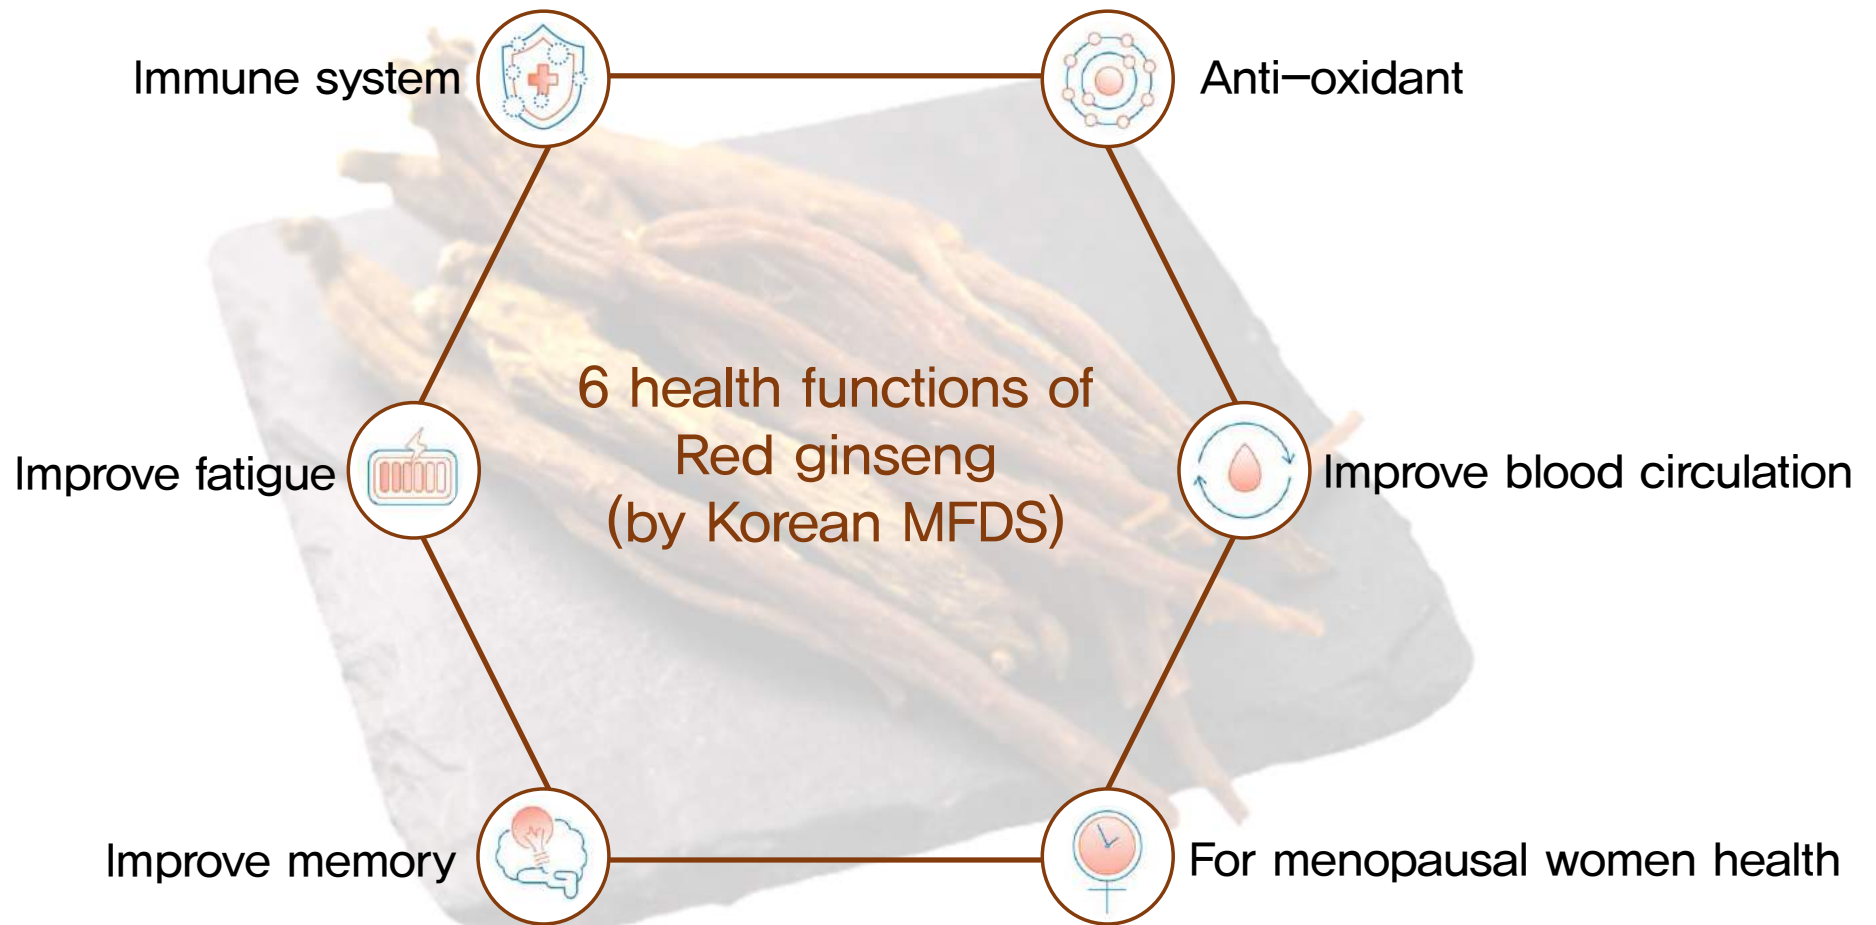 Immune system
Anti-oxidant
6 health functions of
Red ginseng
(by Korean MFDS)
Improve fatigue
Improve blood circulation
Improve memory
For menopausal women health